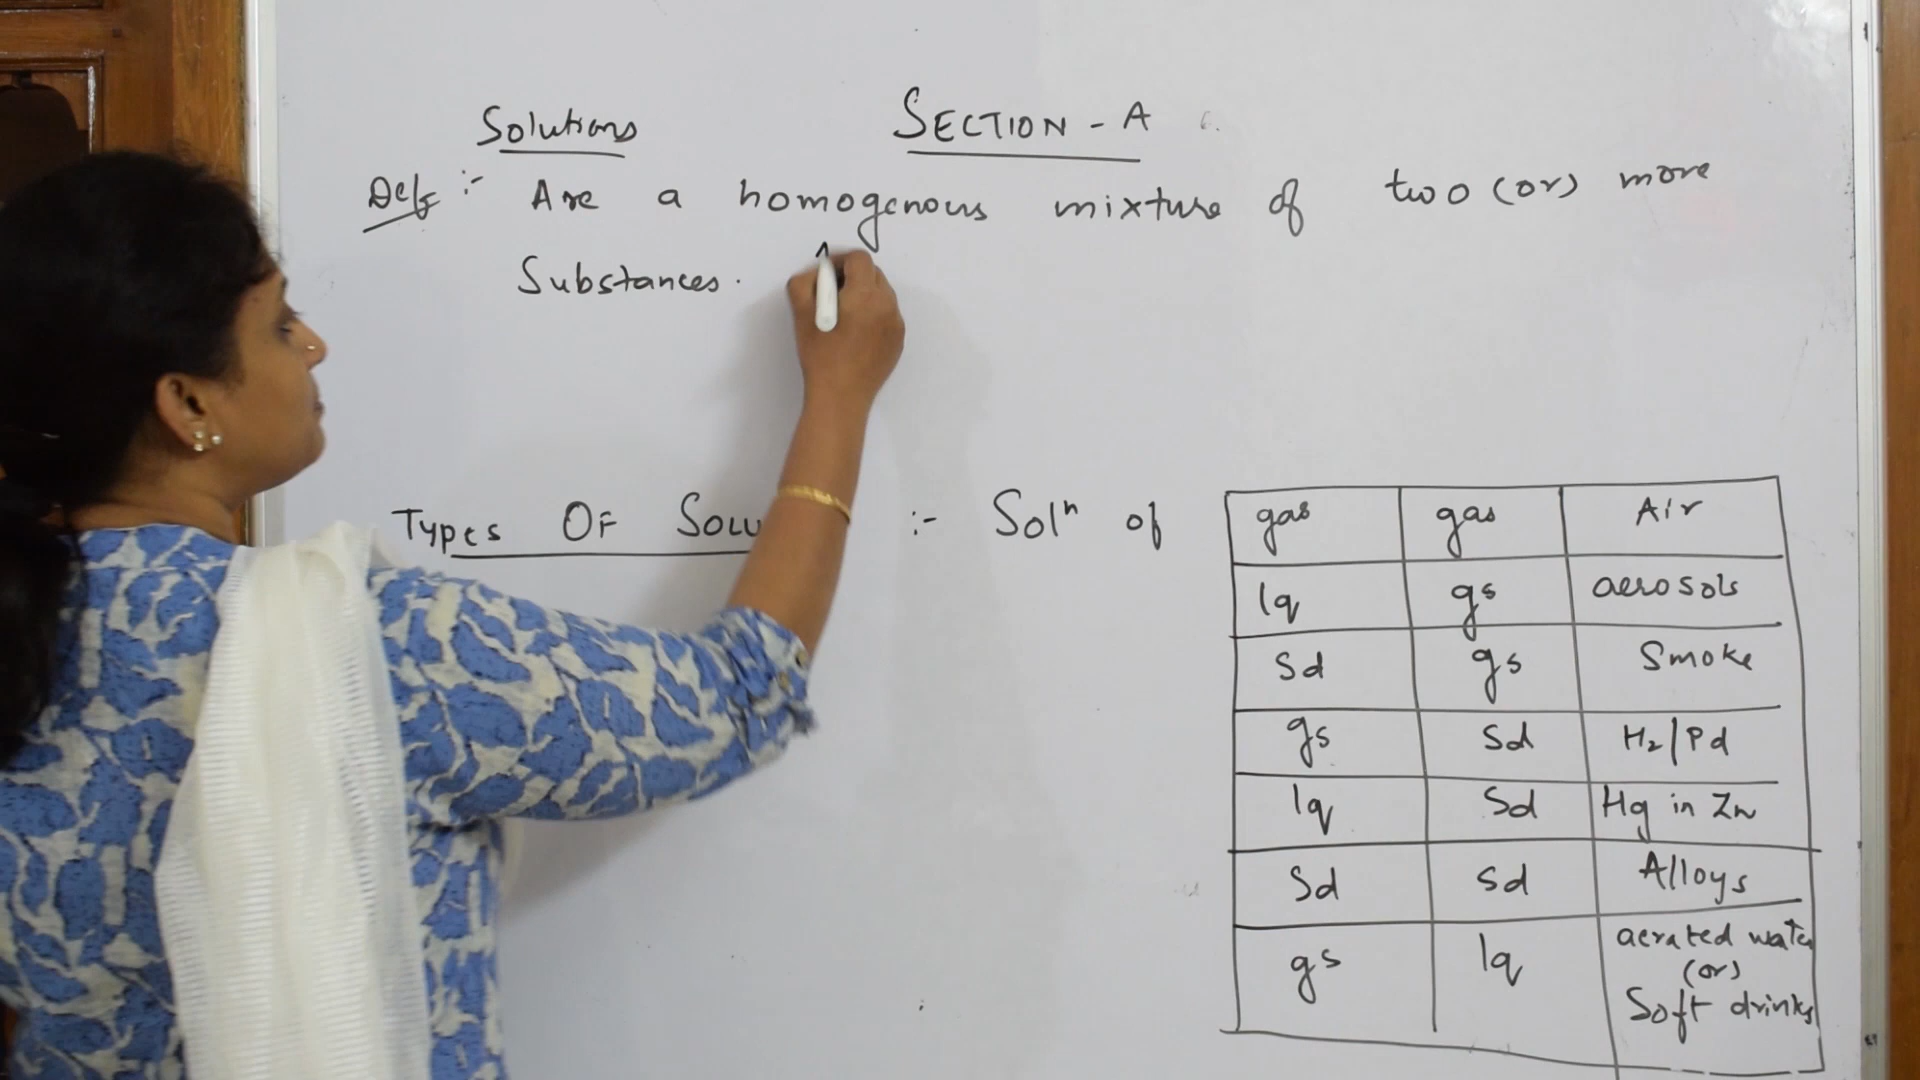 Solutions SECTION - A
Def :- Are a homogenous mixture of two (or) more
Substances.
TYPES OF SOLU :- Solⁿ of
gas gas Air
lq gs aerosols
Sd gs Smoke
gs Sd H₂/Pd
lq Sd Hg in Zn
Sd Sd Alloys
gs lq aerated water
(or)
Soft drinks